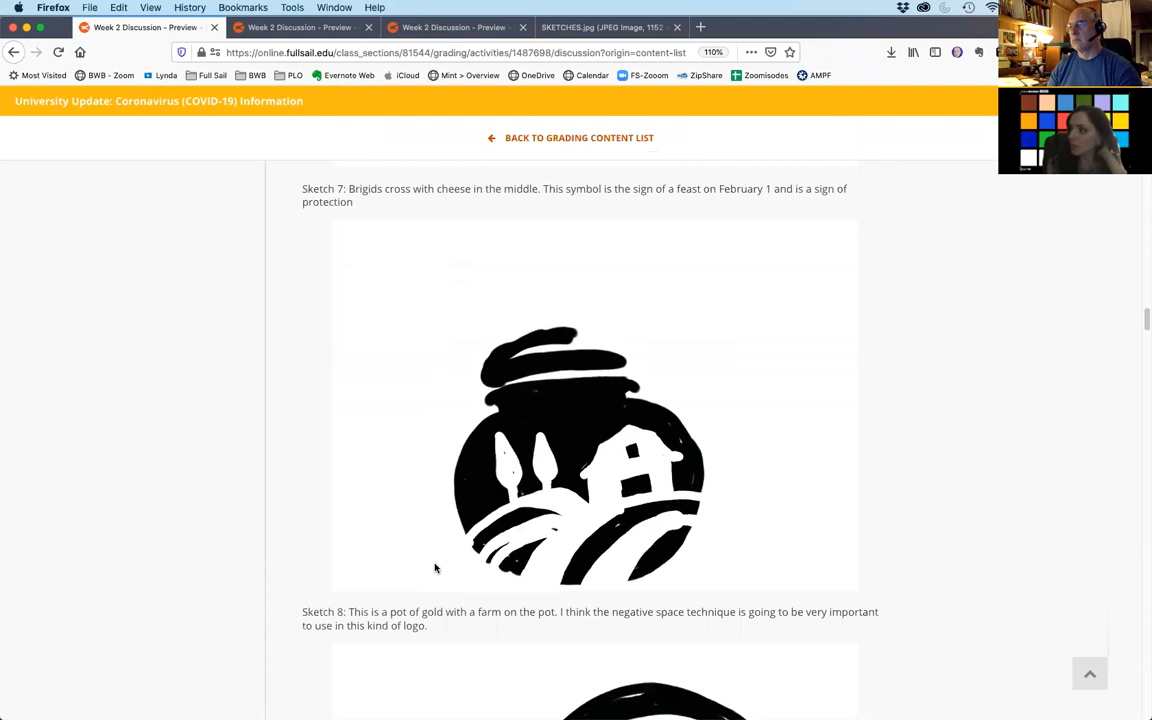 Firefox File Edit View History Bookmarks Tools Window Help
Week 2 Discussion - Preview - Week 2 Discussion - Preview - Week 2 Discussion - Preview - SKETCHES.jpg (JPEG Image, 1152
https://online.fullsail.edu/class_sections/81544/grading/activities/1487698/discussion?origin=content-list 110%
Most Visited BWB - Zoom Lynda Full Sail BWB PLO Evernote Web iCloud Mint > Overview OneDrive Calendar FS-Zooom ZipShare Zoomisodes AMPF
University Update: Coronavirus (COVID-19) Information
BACK TO GRADING CONTENT LIST
Sketch 7: Brigids cross with cheese in the middle. This symbol is the sign of a feast on February 1 and is a sign of
protection
Sketch 8: This is a pot of gold with a farm on the pot. I think the negative space technique is going to be very important
to use in this kind of logo.